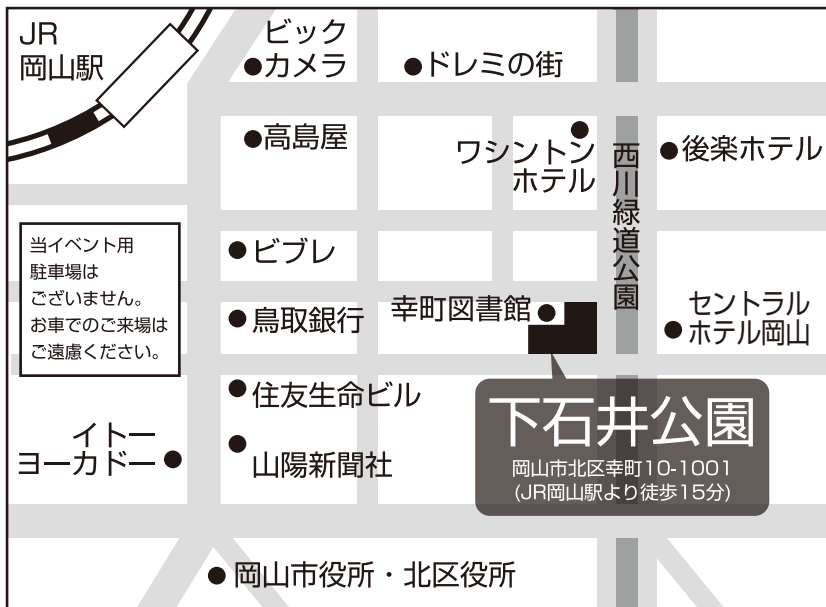 JR
岡山駅
ビック
●カメラ
●ドレミの街
●高島屋
ワシントン
ホテル
西川緑道公園
●後楽ホテル
当イベント用
駐車場は
ございません。
お車でのご来場は
ご遠慮ください。
●ビブレ
●鳥取銀行
幸町図書館●
セントラル
●ホテル岡山
●住友生命ビル
下石井公園
岡山市北区幸町10-1001
(JR岡山駅より徒歩15分)
イトー
ヨーカドー●
●山陽新聞社
●岡山市役所・北区役所